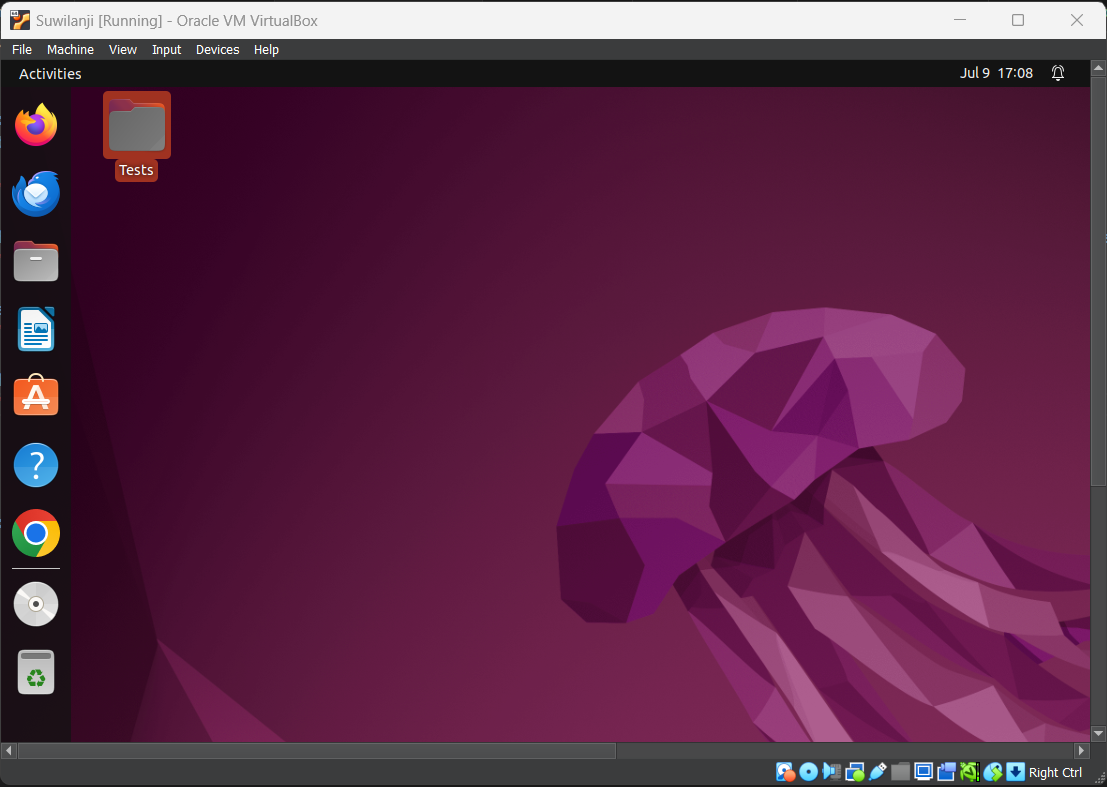 Suwilanji [Running] - Oracle VM VirtualBox
File Machine View Input Devices Help
Activities
Jul 9 17:08
Tests
Right Ctrl